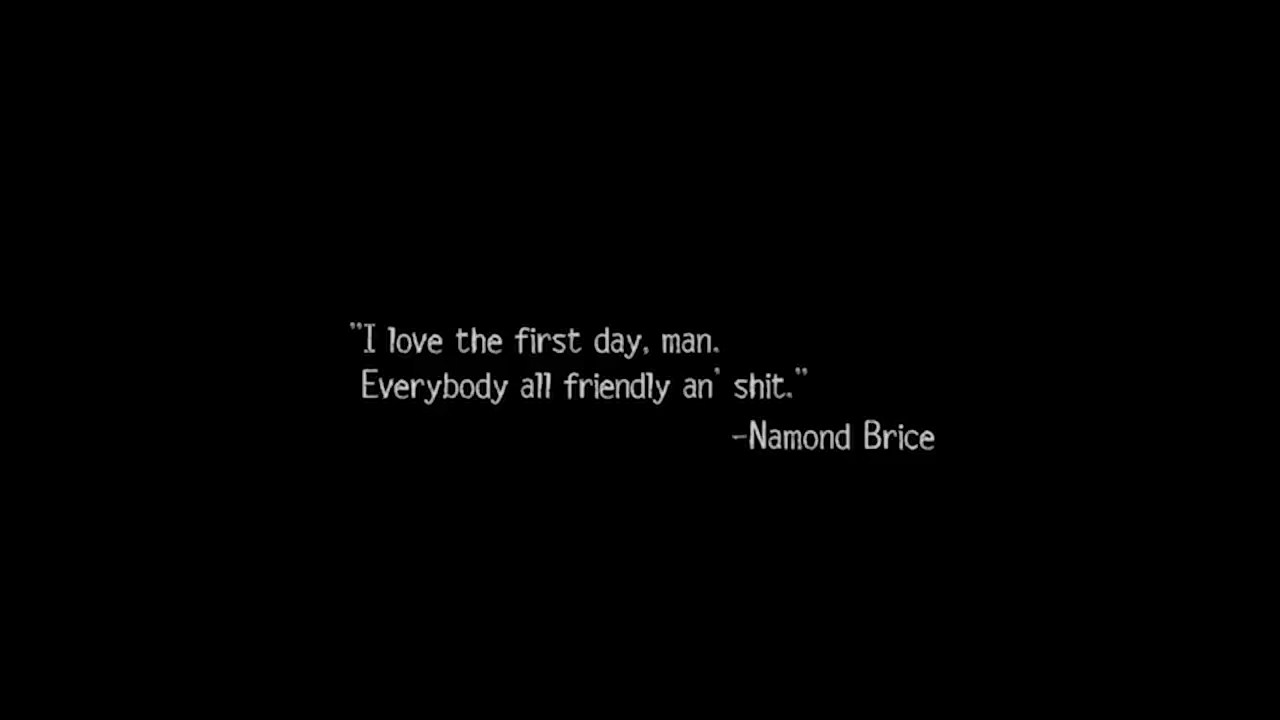 "I love the first day, man.
Everybody all friendly an' shit."
-Namond Brice